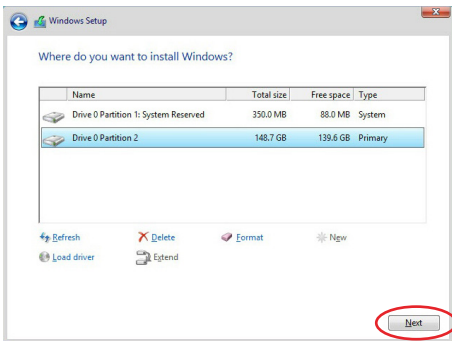 Windows Setup
Where do you want to install Windows?
Name Total size Free space Type
Drive 0 Partition 1: System Reserved 350.0 MB 88.0 MB System
Drive 0 Partition 2 148.7 GB 139.6 GB Primary
Refresh Delete Format New
Load driver Extend
Next